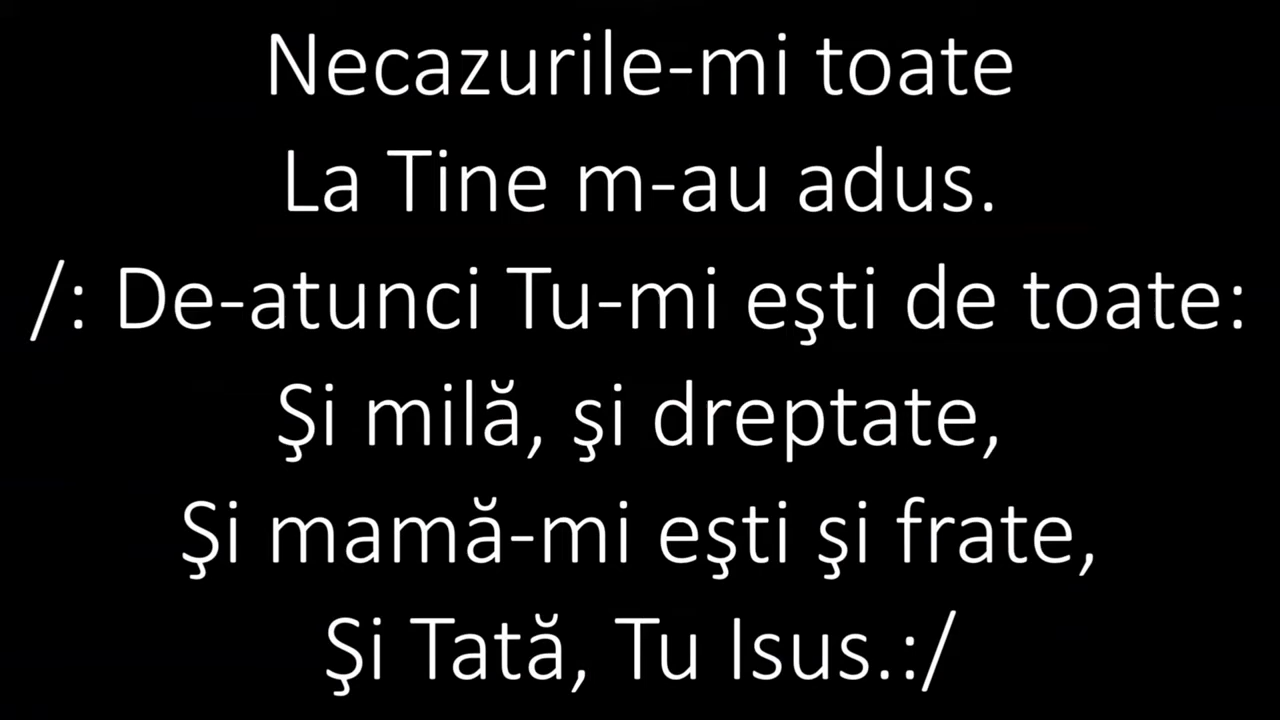 Necazurile-mi toate
La Tine m-au adus.
/: De-atunci Tu-mi eşti de toate:
Şi milă, şi dreptate,
Şi mamă-mi eşti şi frate,
Şi Tată, Tu Isus.:/